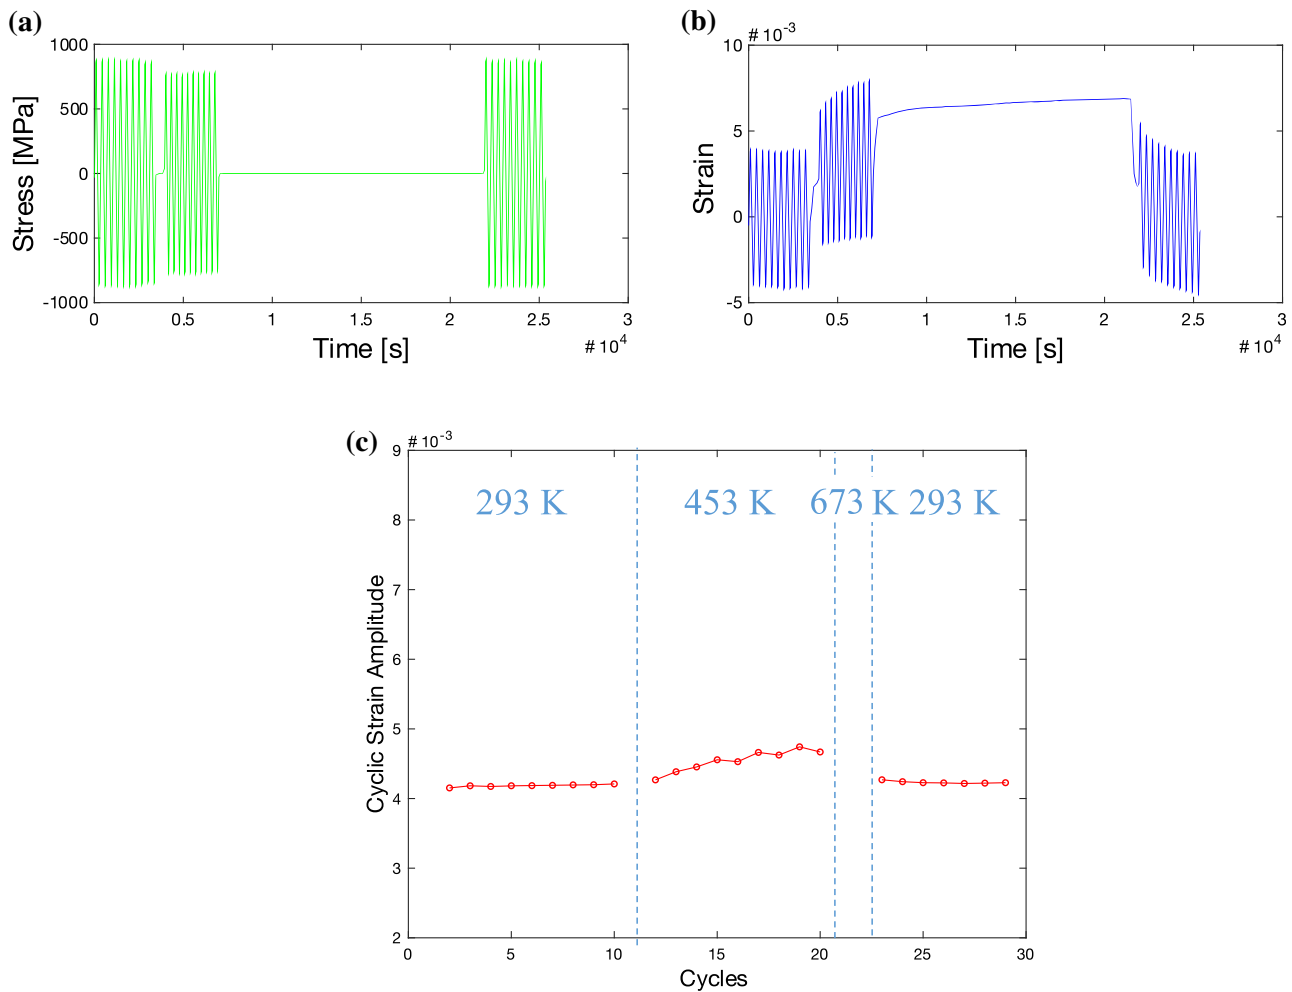 (a)
1000
500
0
-500
-1000
Stress [MPa]
0 0.5 1 1.5 2 2.5 3
Time [s]
# 10^4
(b)
# 10^-3
10
5
0
-5
Strain
0 0.5 1 1.5 2 2.5 3
Time [s]
# 10^4
(c)
# 10^-3
9
8
7
6
5
4
3
2
Cyclic Strain Amplitude
293 K 453 K 673 K 293 K
0 5 10 15 20 25 30
Cycles